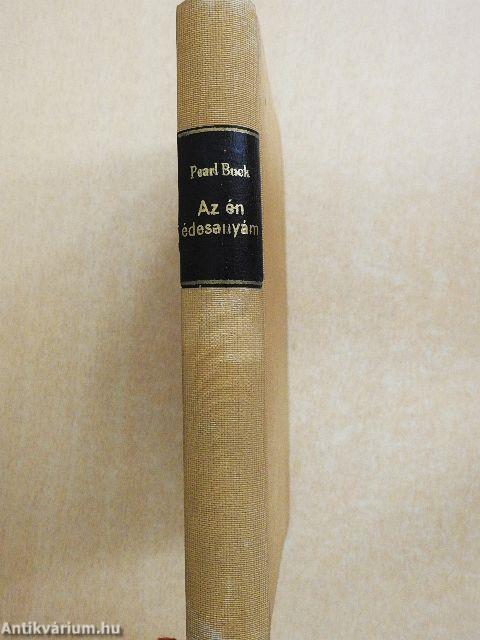 Pearl Buck
Az én
édesanyám
Antikvárium.hu